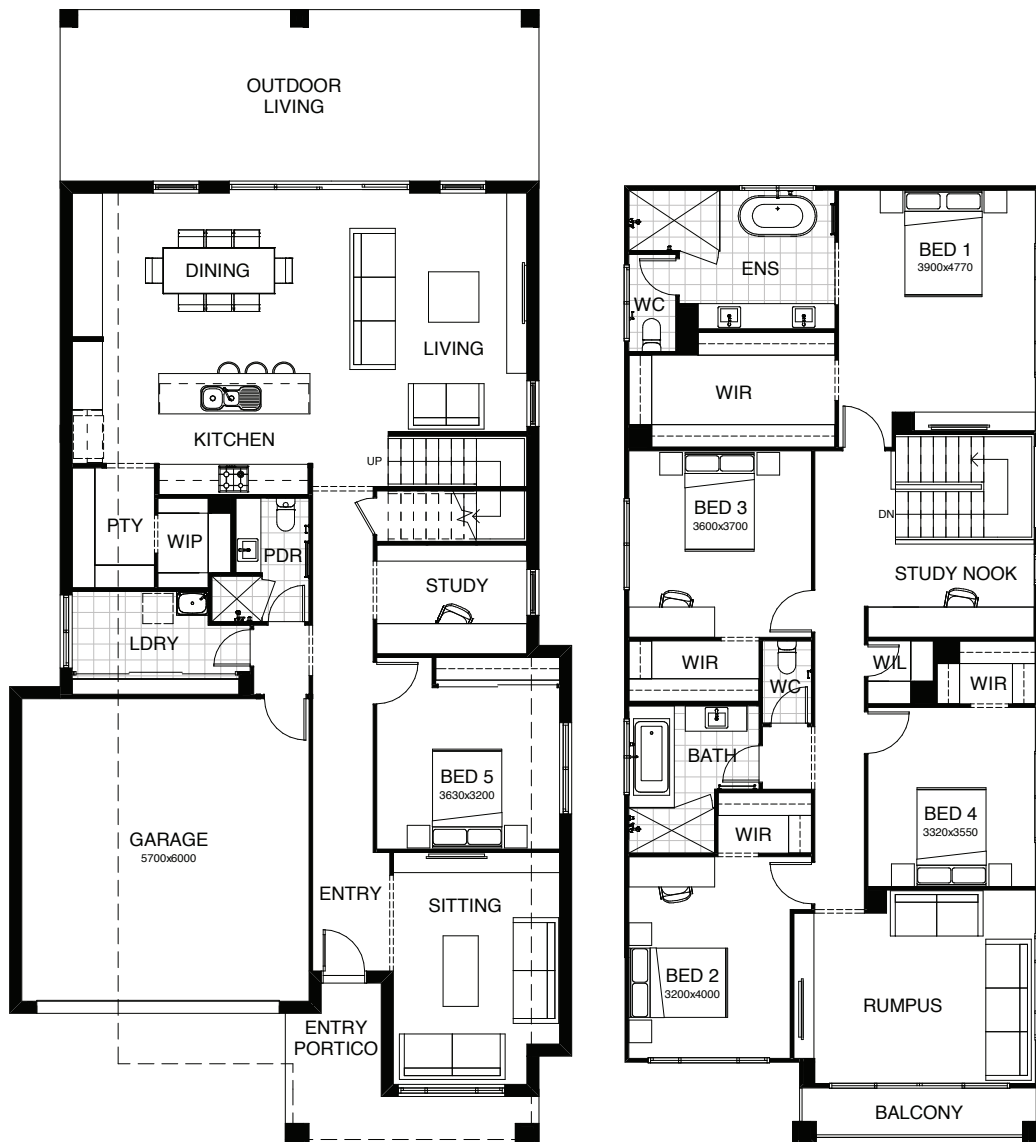 OUTDOOR
LIVING
DINING
LIVING
KITCHEN
UP
PTY
WIP
PDR
STUDY
LDRY
BED 5
3630x3200
GARAGE
5700x6000
ENTRY
SITTING
ENTRY
PORTICO
BED 1
3900x4770
ENS
WC
WIR
BED 3
3600x3700
DN
STUDY NOOK
WIR
WC
WIL
WIR
BATH
BED 4
3320x3550
WIR
BED 2
3200x4000
RUMPUS
BALCONY